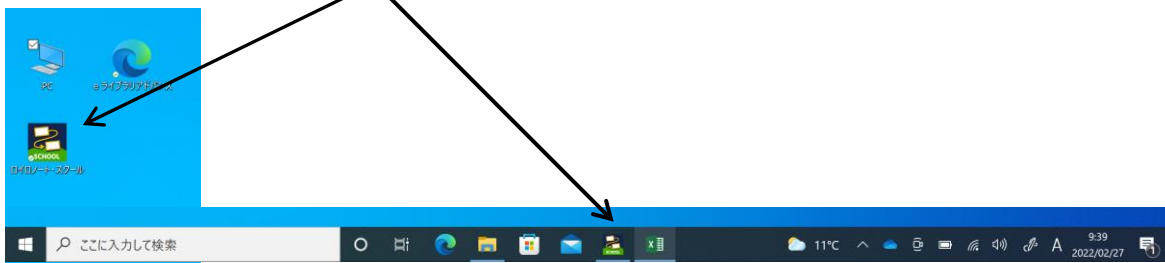 PC
eライブラリアドバンス
SCHOOL
ロイロノート・スクール
ここに入力して検索
SCHOOL
11°C
A
9:39
2022/02/27
1